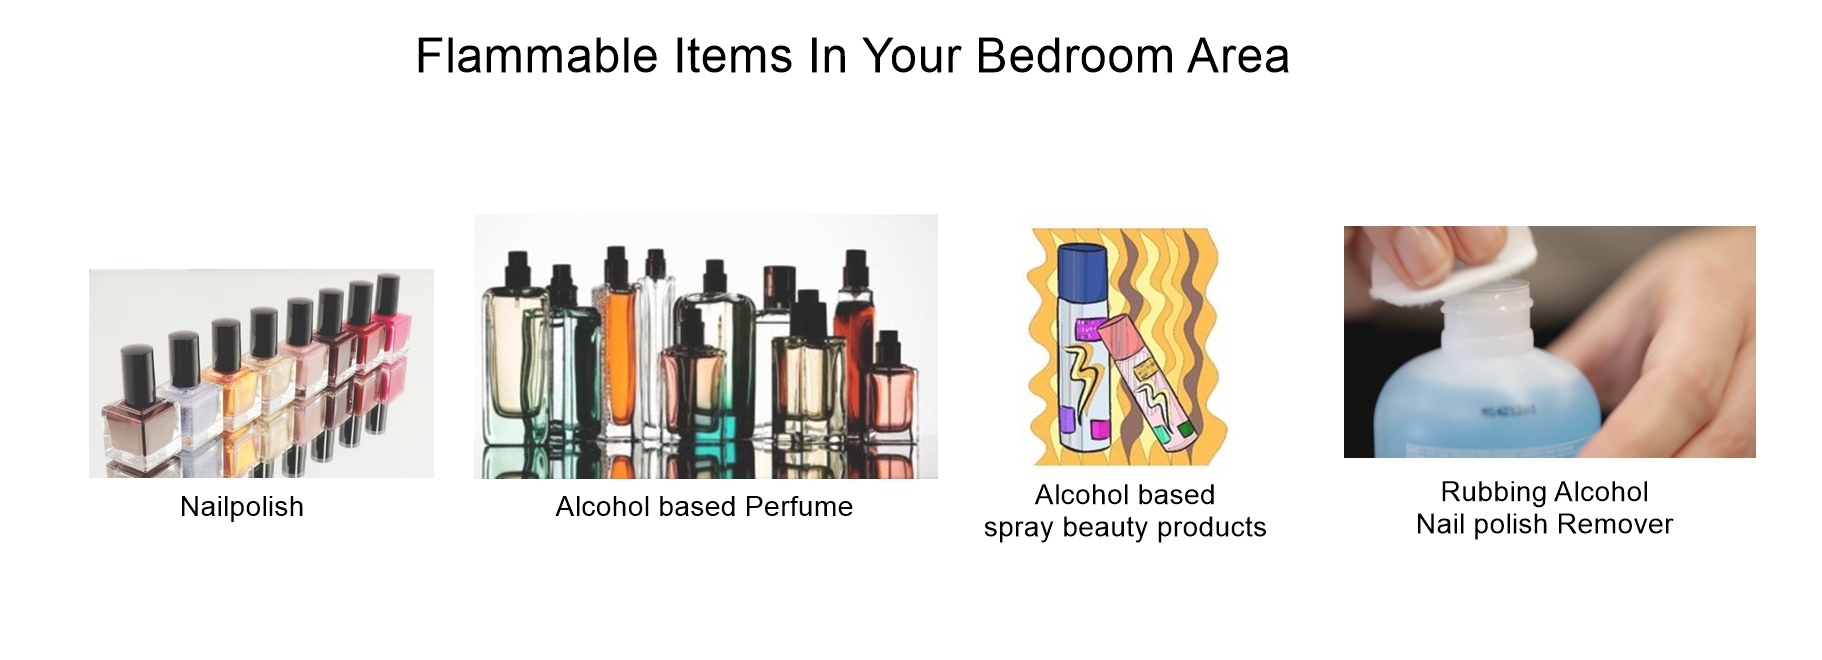 Flammable Items In Your Bedroom Area
Nailpolish
Alcohol based Perfume
Alcohol based
spray beauty products
Rubbing Alcohol
Nail polish Remover